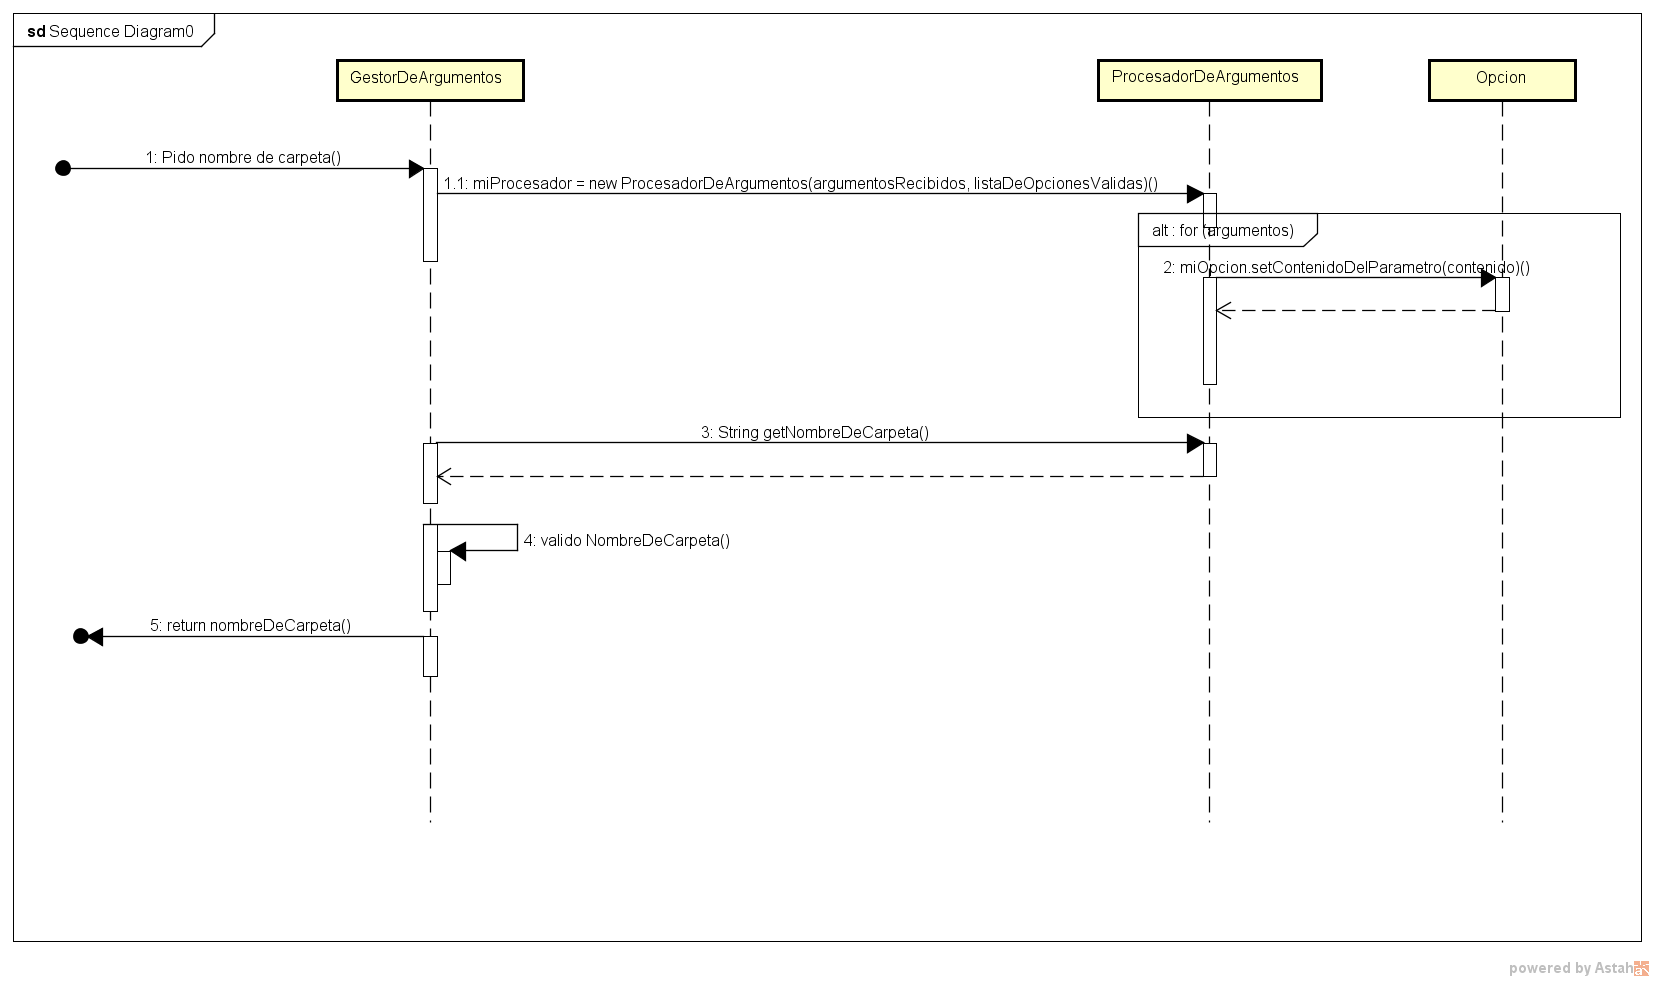 sd Sequence Diagram0
GestorDeArgumentos
ProcesadorDeArgumentos
Opcion
1: Pido nombre de carpeta()
1.1: miProcesador = new ProcesadorDeArgumentos(argumentosRecibidos, listaDeOpcionesValidas)()
alt : for (argumentos)
2: miOpcion.setContenidoDelParametro(contenido)()
3: String getNombreDeCarpeta()
4: valido NombreDeCarpeta()
5: return nombreDeCarpeta()
powered by Astah